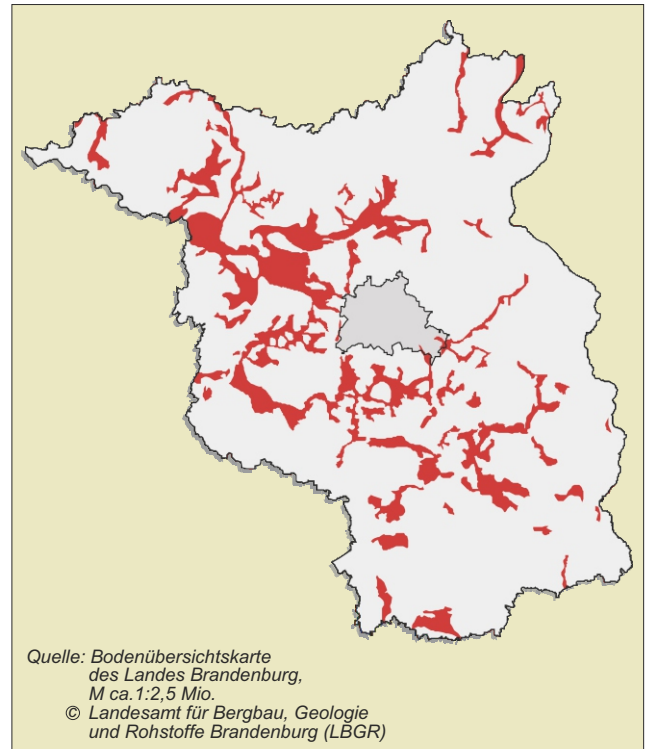 Quelle: Bodenübersichtskarte
des Landes Brandenburg,
M ca.1:2,5 Mio.
© Landesamt für Bergbau, Geologie
und Rohstoffe Brandenburg (LBGR)